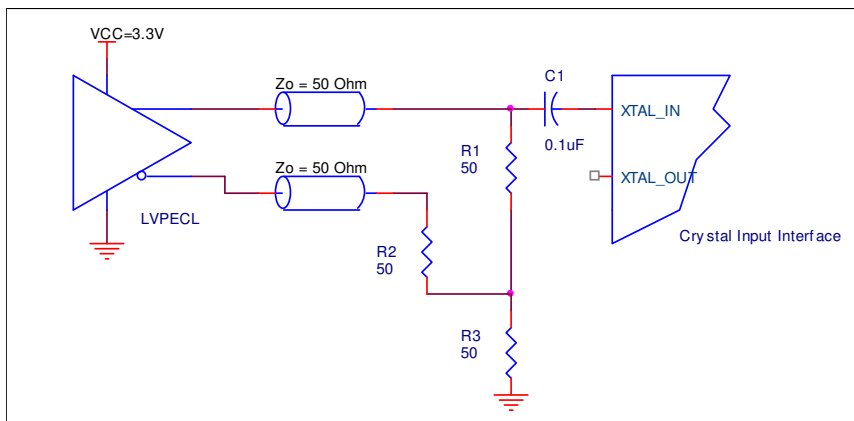 VCC=3.3V
Zo = 50 Ohm
C1
XTAL_IN
0.1uF
R1
50
Zo = 50 Ohm
XTAL_OUT
LVPECL
Crystal Input Interface
R2
50
R3
50